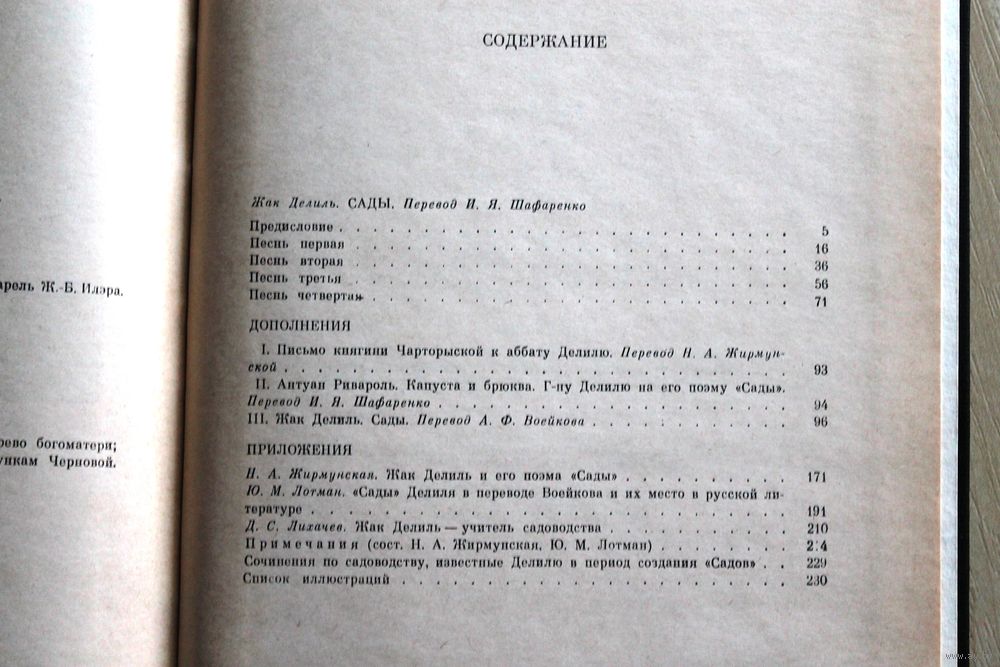 арель Ж.-Б. Илэра.
рево богоматери;
ункам Черновой.
СОДЕРЖАНИЕ
Жак Делиль. САДЫ. Перевод И. Я. Шафаренко
Предисловие . . . . . 5
Песнь первая . . . . . 16
Песнь вторая . . . . . 36
Песнь третья . . . . . 56
Песнь четвертая . . . . . 71
ДОПОЛНЕНИЯ
I. Письмо княгини Чарторыской к аббату Делилю. Перевод Н. А. Жирмун-
ской . . . . . 93
II. Антуан Ривароль. Капуста и брюква. Г-ну Делилю на его поэму «Сады».
Перевод И. Я. Шафаренко . . . . . 94
III. Жак Делиль. Сады. Перевод А. Ф. Воейкова . . . . . 96
ПРИЛОЖЕНИЯ
Н. А. Жирмунская. Жак Делиль и его поэма «Сады» . . . . . 171
Ю. М. Лотман. «Сады» Делиля в переводе Воейкова и их место в русской ли-
тературе . . . . . 191
Д. С. Лихачев. Жак Делиль — учитель садоводства . . . . . 210
Примечания (сост. Н. А. Жирмунская, Ю. М. Лотман) . . . . .
Сочинения по садоводству, известные Делилю в период создания «Садов» . . 229
Список иллюстраций . . . . . 230